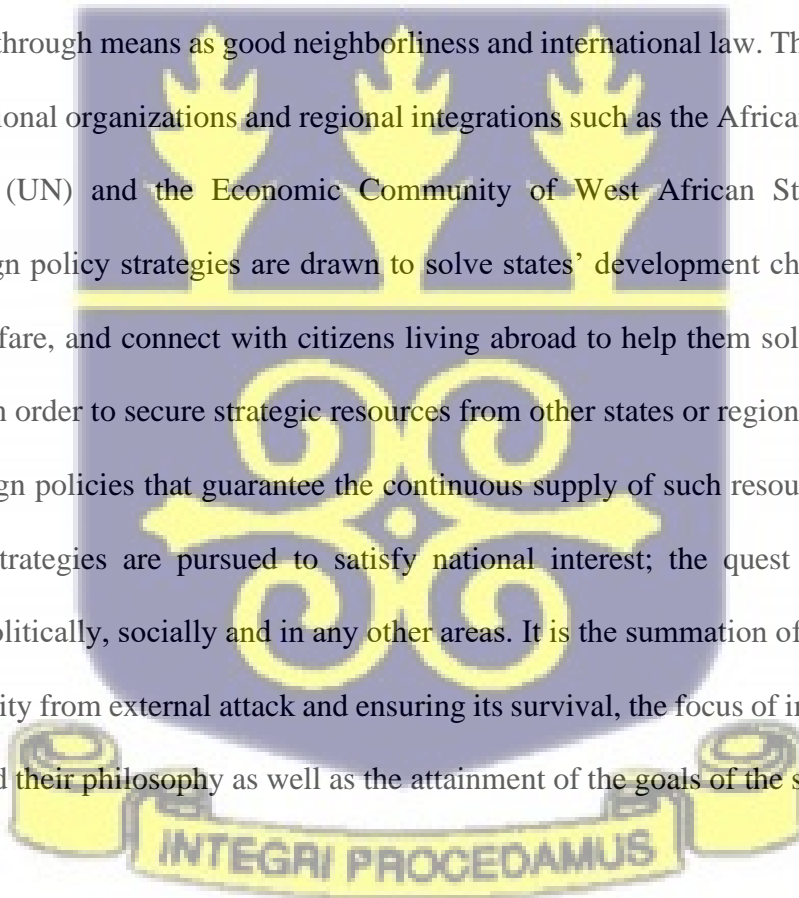 through means as good neighborliness and international law. Th
ional organizations and regional integrations such as the Africa
(UN) and the Economic Community of West African St
gn policy strategies are drawn to solve states’ development ch
fare, and connect with citizens living abroad to help them sol
n order to secure strategic resources from other states or region
gn policies that guarantee the continuous supply of such resou
trategies are pursued to satisfy national interest; the quest
olitically, socially and in any other areas. It is the summation of
ity from external attack and ensuring its survival, the focus of in
d their philosophy as well as the attainment of the goals of the s
INTEGRI PROCEDAMUS